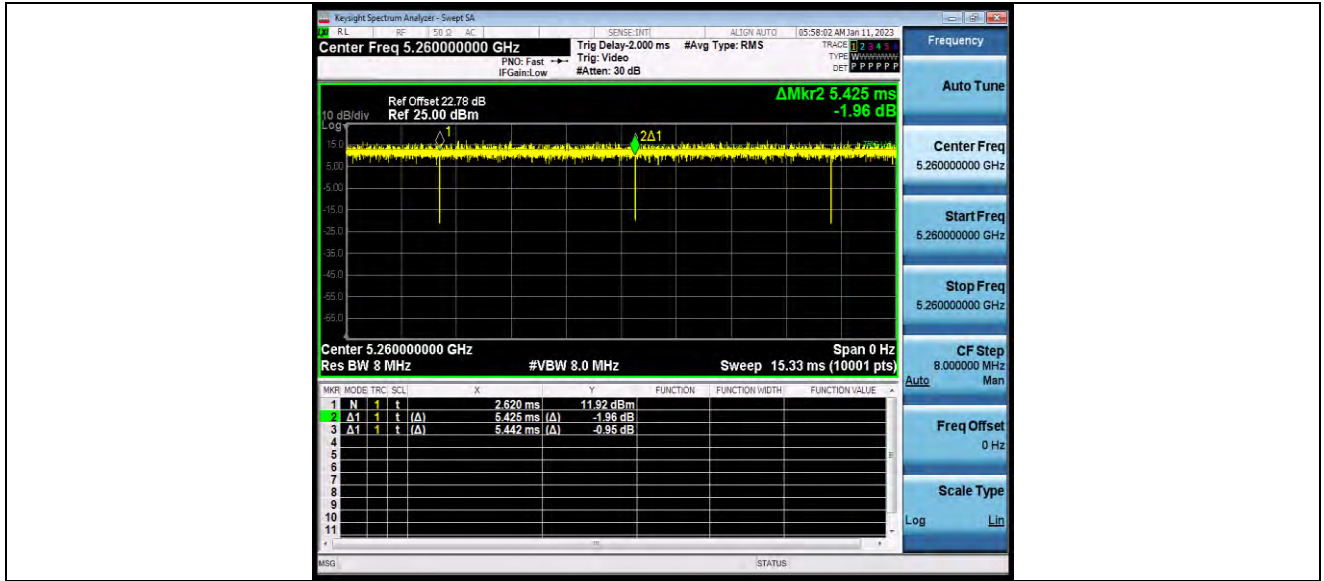 Keysight Spectrum Analyzer - Swept SA
RL RF 50 Ω AC SENSE:INT ALIGN AUTO 05:58:02 AM Jan 11, 2023
Center Freq 5.260000000 GHz
PNO: Fast
IFGain:Low
Trig Delay-2.000 ms
Trig: Video
#Atten: 30 dB
#Avg Type: RMS
TRACE 1 2 3 4 5 6
TYPE WWWWWW
DET P P P P P P
ΔMkr2 5.425 ms
-1.96 dB
Ref Offset 22.78 dB
10 dB/div Ref 25.00 dBm
Log
1
2Δ1
15.0
5.00
-5.00
-15.0
-25.0
-35.0
-45.0
-55.0
-65.0
Center 5.260000000 GHz Span 0 Hz
Res BW 8 MHz #VBW 8.0 MHz Sweep 15.33 ms (10001 pts)
MKR MODE TRC SCL X Y FUNCTION FUNCTION WIDTH FUNCTION VALUE
1 N 1 t 2.620 ms 11.92 dBm
2 Δ1 1 t (Δ) 5.425 ms (Δ) -1.96 dB
3 Δ1 1 t (Δ) 5.442 ms (Δ) -0.95 dB
4
5
6
7
8
9
10
11
MSG STATUS
Frequency
Auto Tune
Center Freq
5.260000000 GHz
Start Freq
5.260000000 GHz
Stop Freq
5.260000000 GHz
CF Step
8.000000 MHz
Auto Man
Freq Offset
0 Hz
Scale Type
Log Lin